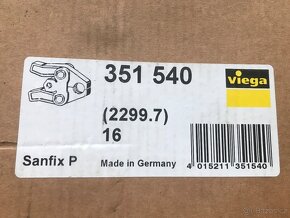 351 540
viega
(2299.7)
16
Sanfix P
Made in Germany
4 015211 351540